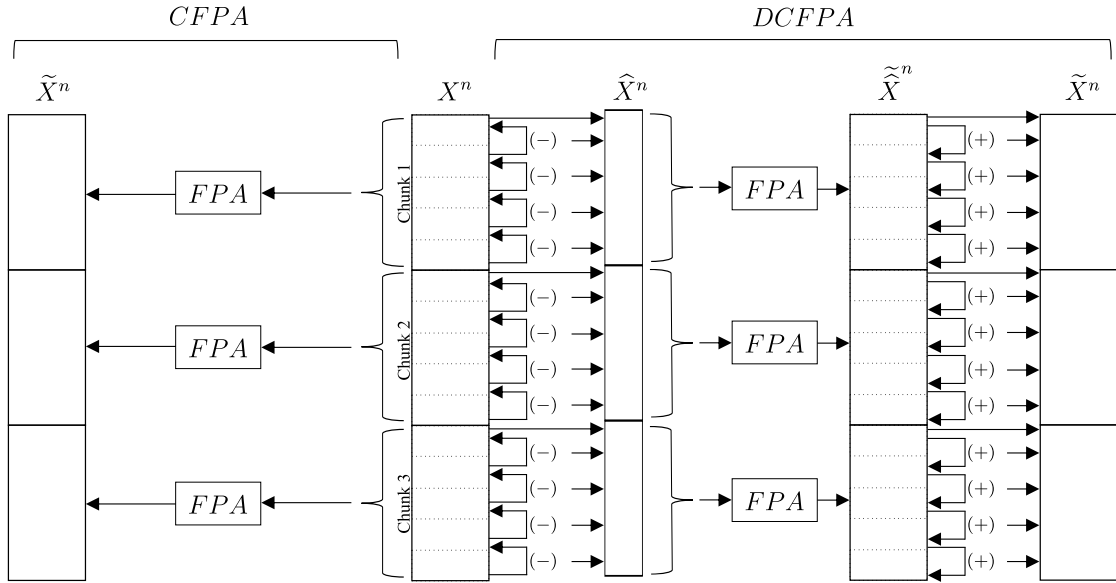 CFPA
DCFPA
X̃ⁿ
Xⁿ
X̂ⁿ
X̂̃ⁿ
X̃ⁿ
Chunk 1
FPA
(−)
(−)
(−)
(−)
FPA
(+)
(+)
(+)
(+)
Chunk 2
FPA
(−)
(−)
(−)
(−)
FPA
(+)
(+)
(+)
(+)
Chunk 3
FPA
(−)
(−)
(−)
(−)
FPA
(+)
(+)
(+)
(+)